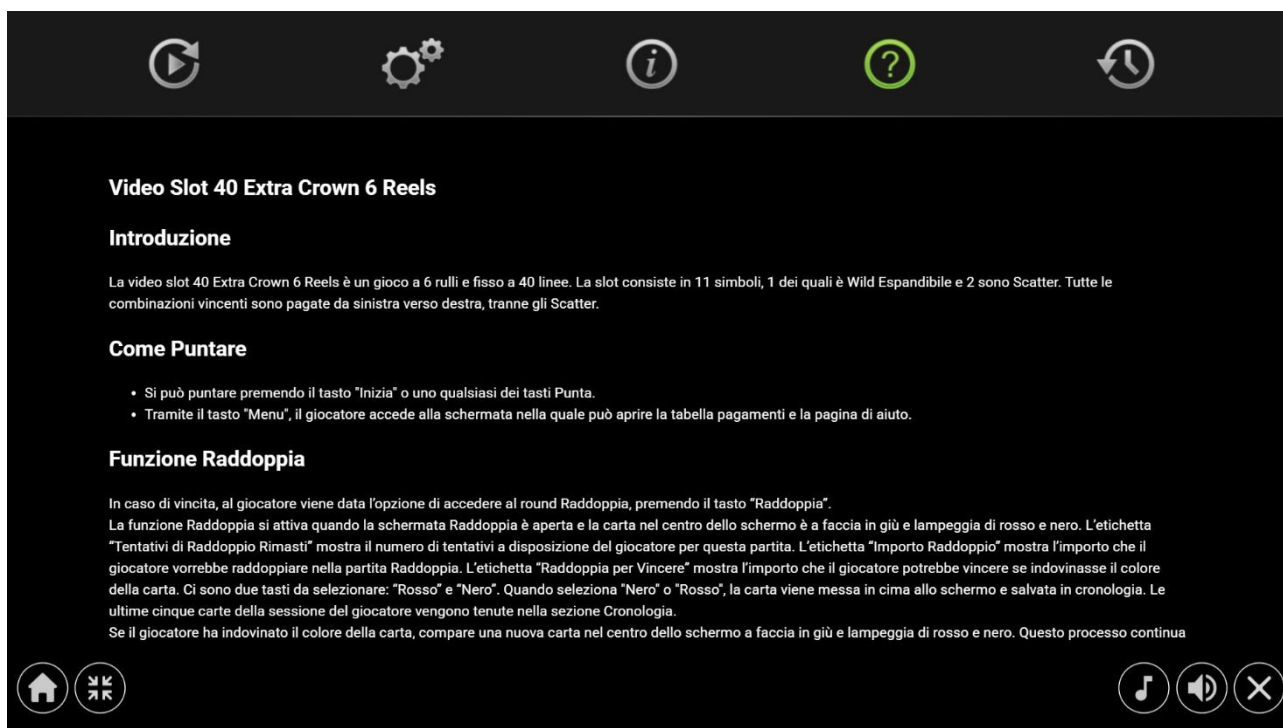 Video Slot 40 Extra Crown 6 Reels
Introduzione
La video slot 40 Extra Crown 6 Reels è un gioco a 6 rulli e fisso a 40 linee. La slot consiste in 11 simboli, 1 dei quali è Wild Espandibile e 2 sono Scatter. Tutte le
combinazioni vincenti sono pagate da sinistra verso destra, tranne gli Scatter.
Come Puntare
• Si può puntare premendo il tasto "Inizia" o uno qualsiasi dei tasti Punta.
• Tramite il tasto "Menu", il giocatore accede alla schermata nella quale può aprire la tabella pagamenti e la pagina di aiuto.
Funzione Raddoppia
In caso di vincita, al giocatore viene data l'opzione di accedere al round Raddoppia, premendo il tasto “Raddoppia”.
La funzione Raddoppia si attiva quando la schermata Raddoppia è aperta e la carta nel centro dello schermo è a faccia in giù e lampeggia di rosso e nero. L'etichetta
“Tentativi di Raddoppio Rimasti” mostra il numero di tentativi a disposizione del giocatore per questa partita. L'etichetta “Importo Raddoppio” mostra l'importo che il
giocatore vorrebbe raddoppiare nella partita Raddoppia. L'etichetta “Raddoppia per Vincere” mostra l'importo che il giocatore potrebbe vincere se indovinasse il colore
della carta. Ci sono due tasti da selezionare: “Rosso” e “Nero”. Quando seleziona "Nero" o "Rosso", la carta viene messa in cima allo schermo e salvata in cronologia. Le
ultime cinque carte della sessione del giocatore vengono tenute nella sezione Cronologia.
Se il giocatore ha indovinato il colore della carta, compare una nuova carta nel centro dello schermo a faccia in giù e lampeggia di rosso e nero. Questo processo continua